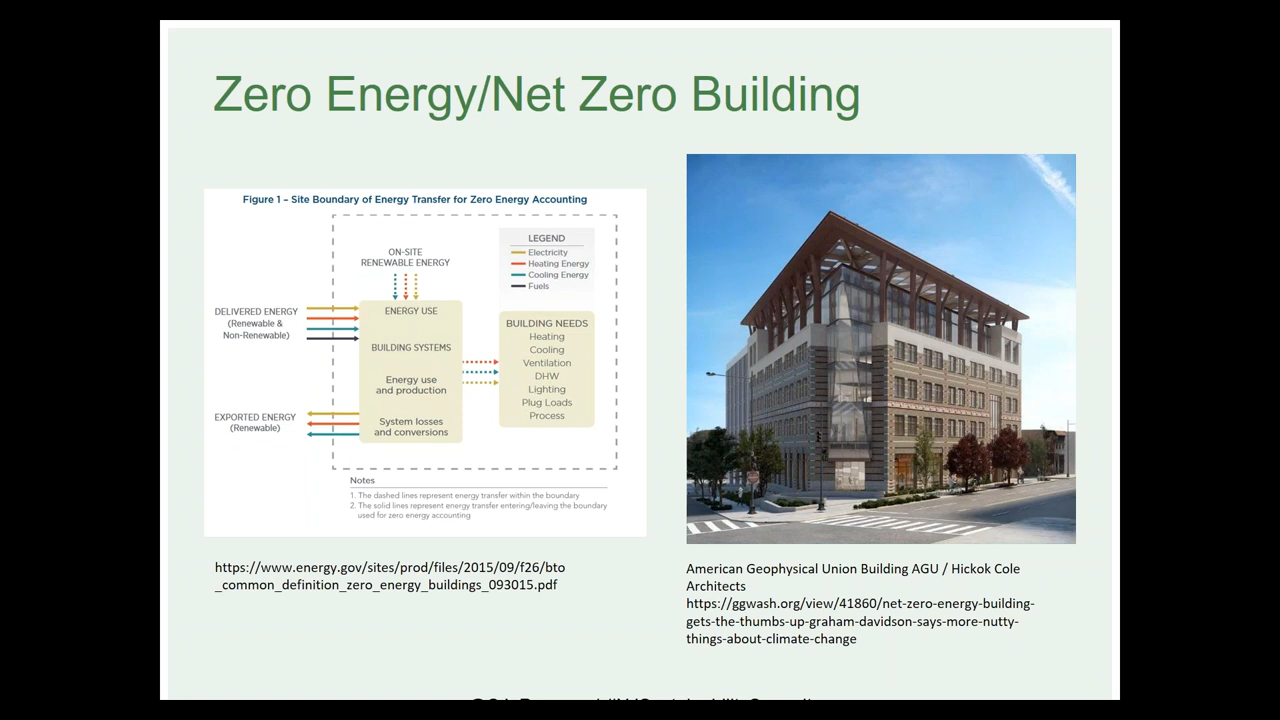 Zero Energy/Net Zero Building
Figure 1 – Site Boundary of Energy Transfer for Zero Energy Accounting
ON-SITE
RENEWABLE ENERGY
LEGEND
Electricity
Heating Energy
Cooling Energy
Fuels
DELIVERED ENERGY
(Renewable &
Non-Renewable)
EXPORTED ENERGY
(Renewable)
ENERGY USE
BUILDING SYSTEMS
Energy use
and production
System losses
and conversions
BUILDING NEEDS
Heating
Cooling
Ventilation
DHW
Lighting
Plug Loads
Process
Notes
1. The dashed lines represent energy transfer within the boundary
2. The solid lines represent energy transfer entering/leaving the boundary
used for zero energy accounting
https://www.energy.gov/sites/prod/files/2015/09/f26/bto
_common_definition_zero_energy_buildings_093015.pdf
American Geophysical Union Building AGU / Hickok Cole
Architects
https://ggwash.org/view/41860/net-zero-energy-building-
gets-the-thumbs-up-graham-davidson-says-more-nutty-
things-about-climate-change